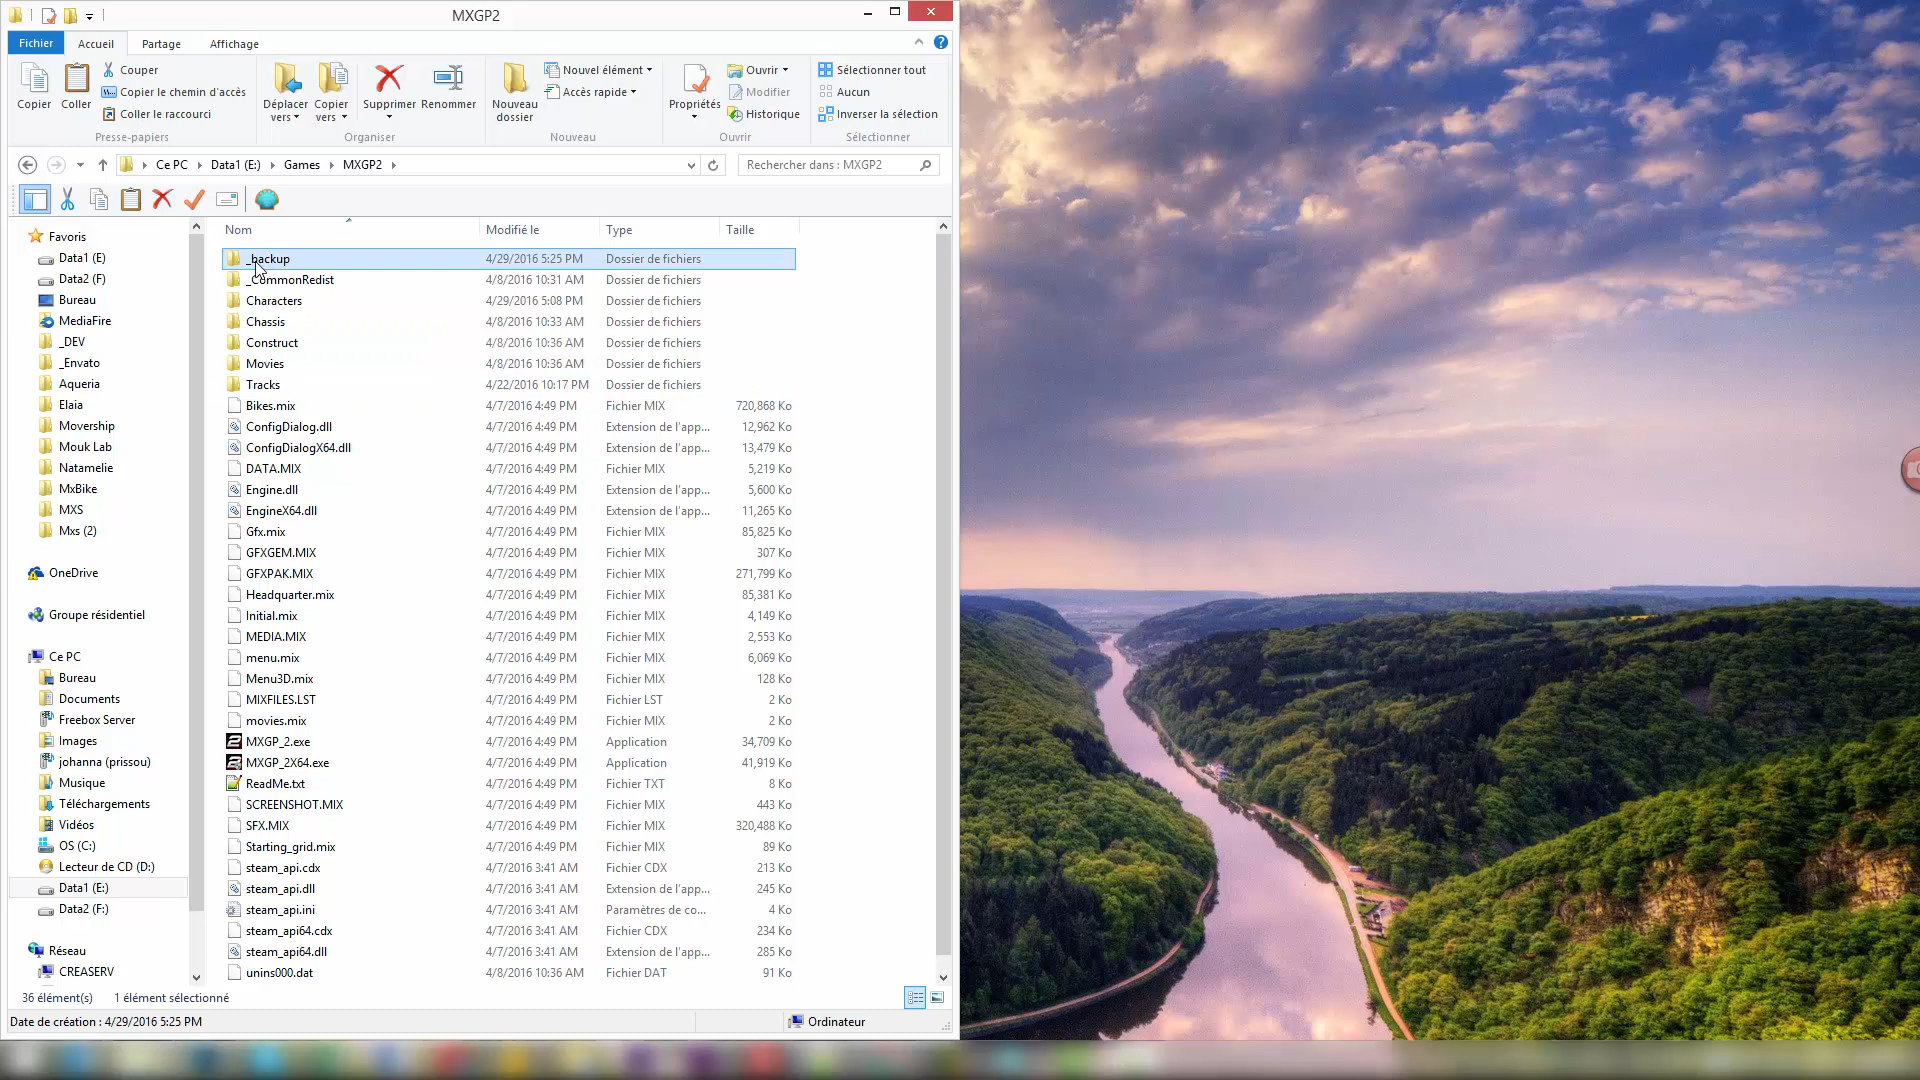 MXGP2
Fichier Accueil Partage Affichage
Copier Coller Couper Copier le chemin d'accès Coller le raccourci
Presse-papiers
Déplacer vers Copier vers Supprimer Renommer
Organiser
Nouveau dossier Nouvel élément Accès rapide
Nouveau
Propriétés Ouvrir Modifier Historique
Ouvrir
Sélectionner tout Aucun Inverser la sélection
Sélectionner
Ce PC Data1 (E:) Games MXGP2 Rechercher dans : MXGP2
Favoris
Data1 (E)
Data2 (F)
Bureau
MediaFire
_DEV
_Envato
Aqueria
Elaia
Movership
Mouk Lab
Natamelie
MxBike
MXS
Mxs (2)
OneDrive
Groupe résidentiel
Ce PC
Bureau
Documents
Freebox Server
Images
johanna (prissou)
Musique
Téléchargements
Vidéos
OS (C:)
Lecteur de CD (D:)
Data1 (E:)
Data2 (F:)
Réseau
CREASERV
Nom Modifié le Type Taille
_backup 4/29/2016 5:25 PM Dossier de fichiers
_CommonRedist 4/8/2016 10:31 AM Dossier de fichiers
Characters 4/29/2016 5:08 PM Dossier de fichiers
Chassis 4/8/2016 10:33 AM Dossier de fichiers
Construct 4/8/2016 10:36 AM Dossier de fichiers
Movies 4/8/2016 10:36 AM Dossier de fichiers
Tracks 4/22/2016 10:17 PM Dossier de fichiers
Bikes.mix 4/7/2016 4:49 PM Fichier MIX 720,868 Ko
ConfigDialog.dll 4/7/2016 4:49 PM Extension de l'app... 12,962 Ko
ConfigDialogX64.dll 4/7/2016 4:49 PM Extension de l'app... 13,479 Ko
DATA.MIX 4/7/2016 4:49 PM Fichier MIX 5,219 Ko
Engine.dll 4/7/2016 4:49 PM Extension de l'app... 5,600 Ko
EngineX64.dll 4/7/2016 4:49 PM Extension de l'app... 11,265 Ko
Gfx.mix 4/7/2016 4:49 PM Fichier MIX 85,825 Ko
GFXGEM.MIX 4/7/2016 4:49 PM Fichier MIX 307 Ko
GFXPAK.MIX 4/7/2016 4:49 PM Fichier MIX 271,799 Ko
Headquarter.mix 4/7/2016 4:49 PM Fichier MIX 85,381 Ko
Initial.mix 4/7/2016 4:49 PM Fichier MIX 4,149 Ko
MEDIA.MIX 4/7/2016 4:49 PM Fichier MIX 2,553 Ko
menu.mix 4/7/2016 4:49 PM Fichier MIX 6,069 Ko
Menu3D.mix 4/7/2016 4:49 PM Fichier MIX 128 Ko
MIXFILES.LST 4/7/2016 4:49 PM Fichier LST 2 Ko
movies.mix 4/7/2016 4:49 PM Fichier MIX 2 Ko
MXGP_2.exe 4/7/2016 4:49 PM Application 34,709 Ko
MXGP_2X64.exe 4/7/2016 4:49 PM Application 41,919 Ko
ReadMe.txt 4/7/2016 4:49 PM Fichier TXT 8 Ko
SCREENSHOT.MIX 4/7/2016 4:49 PM Fichier MIX 443 Ko
SFX.MIX 4/7/2016 4:49 PM Fichier MIX 320,488 Ko
Starting_grid.mix 4/7/2016 4:49 PM Fichier MIX 89 Ko
steam_api.cdx 4/7/2016 3:41 AM Fichier CDX 213 Ko
steam_api.dll 4/7/2016 3:41 AM Extension de l'app... 245 Ko
steam_api.ini 4/7/2016 3:41 AM Paramètres de co... 4 Ko
steam_api64.cdx 4/7/2016 3:41 AM Fichier CDX 234 Ko
steam_api64.dll 4/7/2016 3:41 AM Extension de l'app... 285 Ko
unins000.dat 4/8/2016 10:36 AM Fichier DAT 91 Ko
36 élément(s) 1 élément sélectionné
Date de création : 4/29/2016 5:25 PM Ordinateur